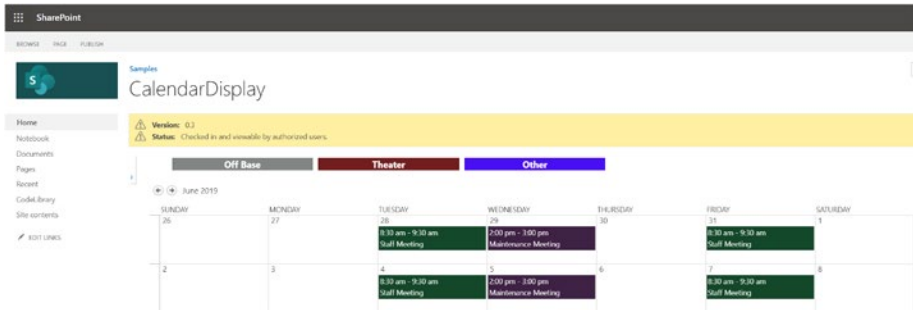 SharePoint
BROWSE PAGE PUBLISH
S
Samples
CalendarDisplay
Home
Notebook
Documents
Pages
Recent
CodeLibrary
Site contents
EDIT LINKS
Version: 0.3
Status: Checked in and viewable by authorized users.
Off Base Theater Other
June 2019
SUNDAY MONDAY TUESDAY WEDNESDAY THURSDAY FRIDAY SATURDAY
26 27 28 29 30 31 1
8:30 am - 9:30 am 2:00 pm - 3:00 pm 8:30 am - 9:30 am
Staff Meeting Maintenance Meeting Staff Meeting
2 3 4 5 6 7 8
8:30 am - 9:30 am 2:00 pm - 3:00 pm 8:30 am - 9:30 am
Staff Meeting Maintenance Meeting Staff Meeting